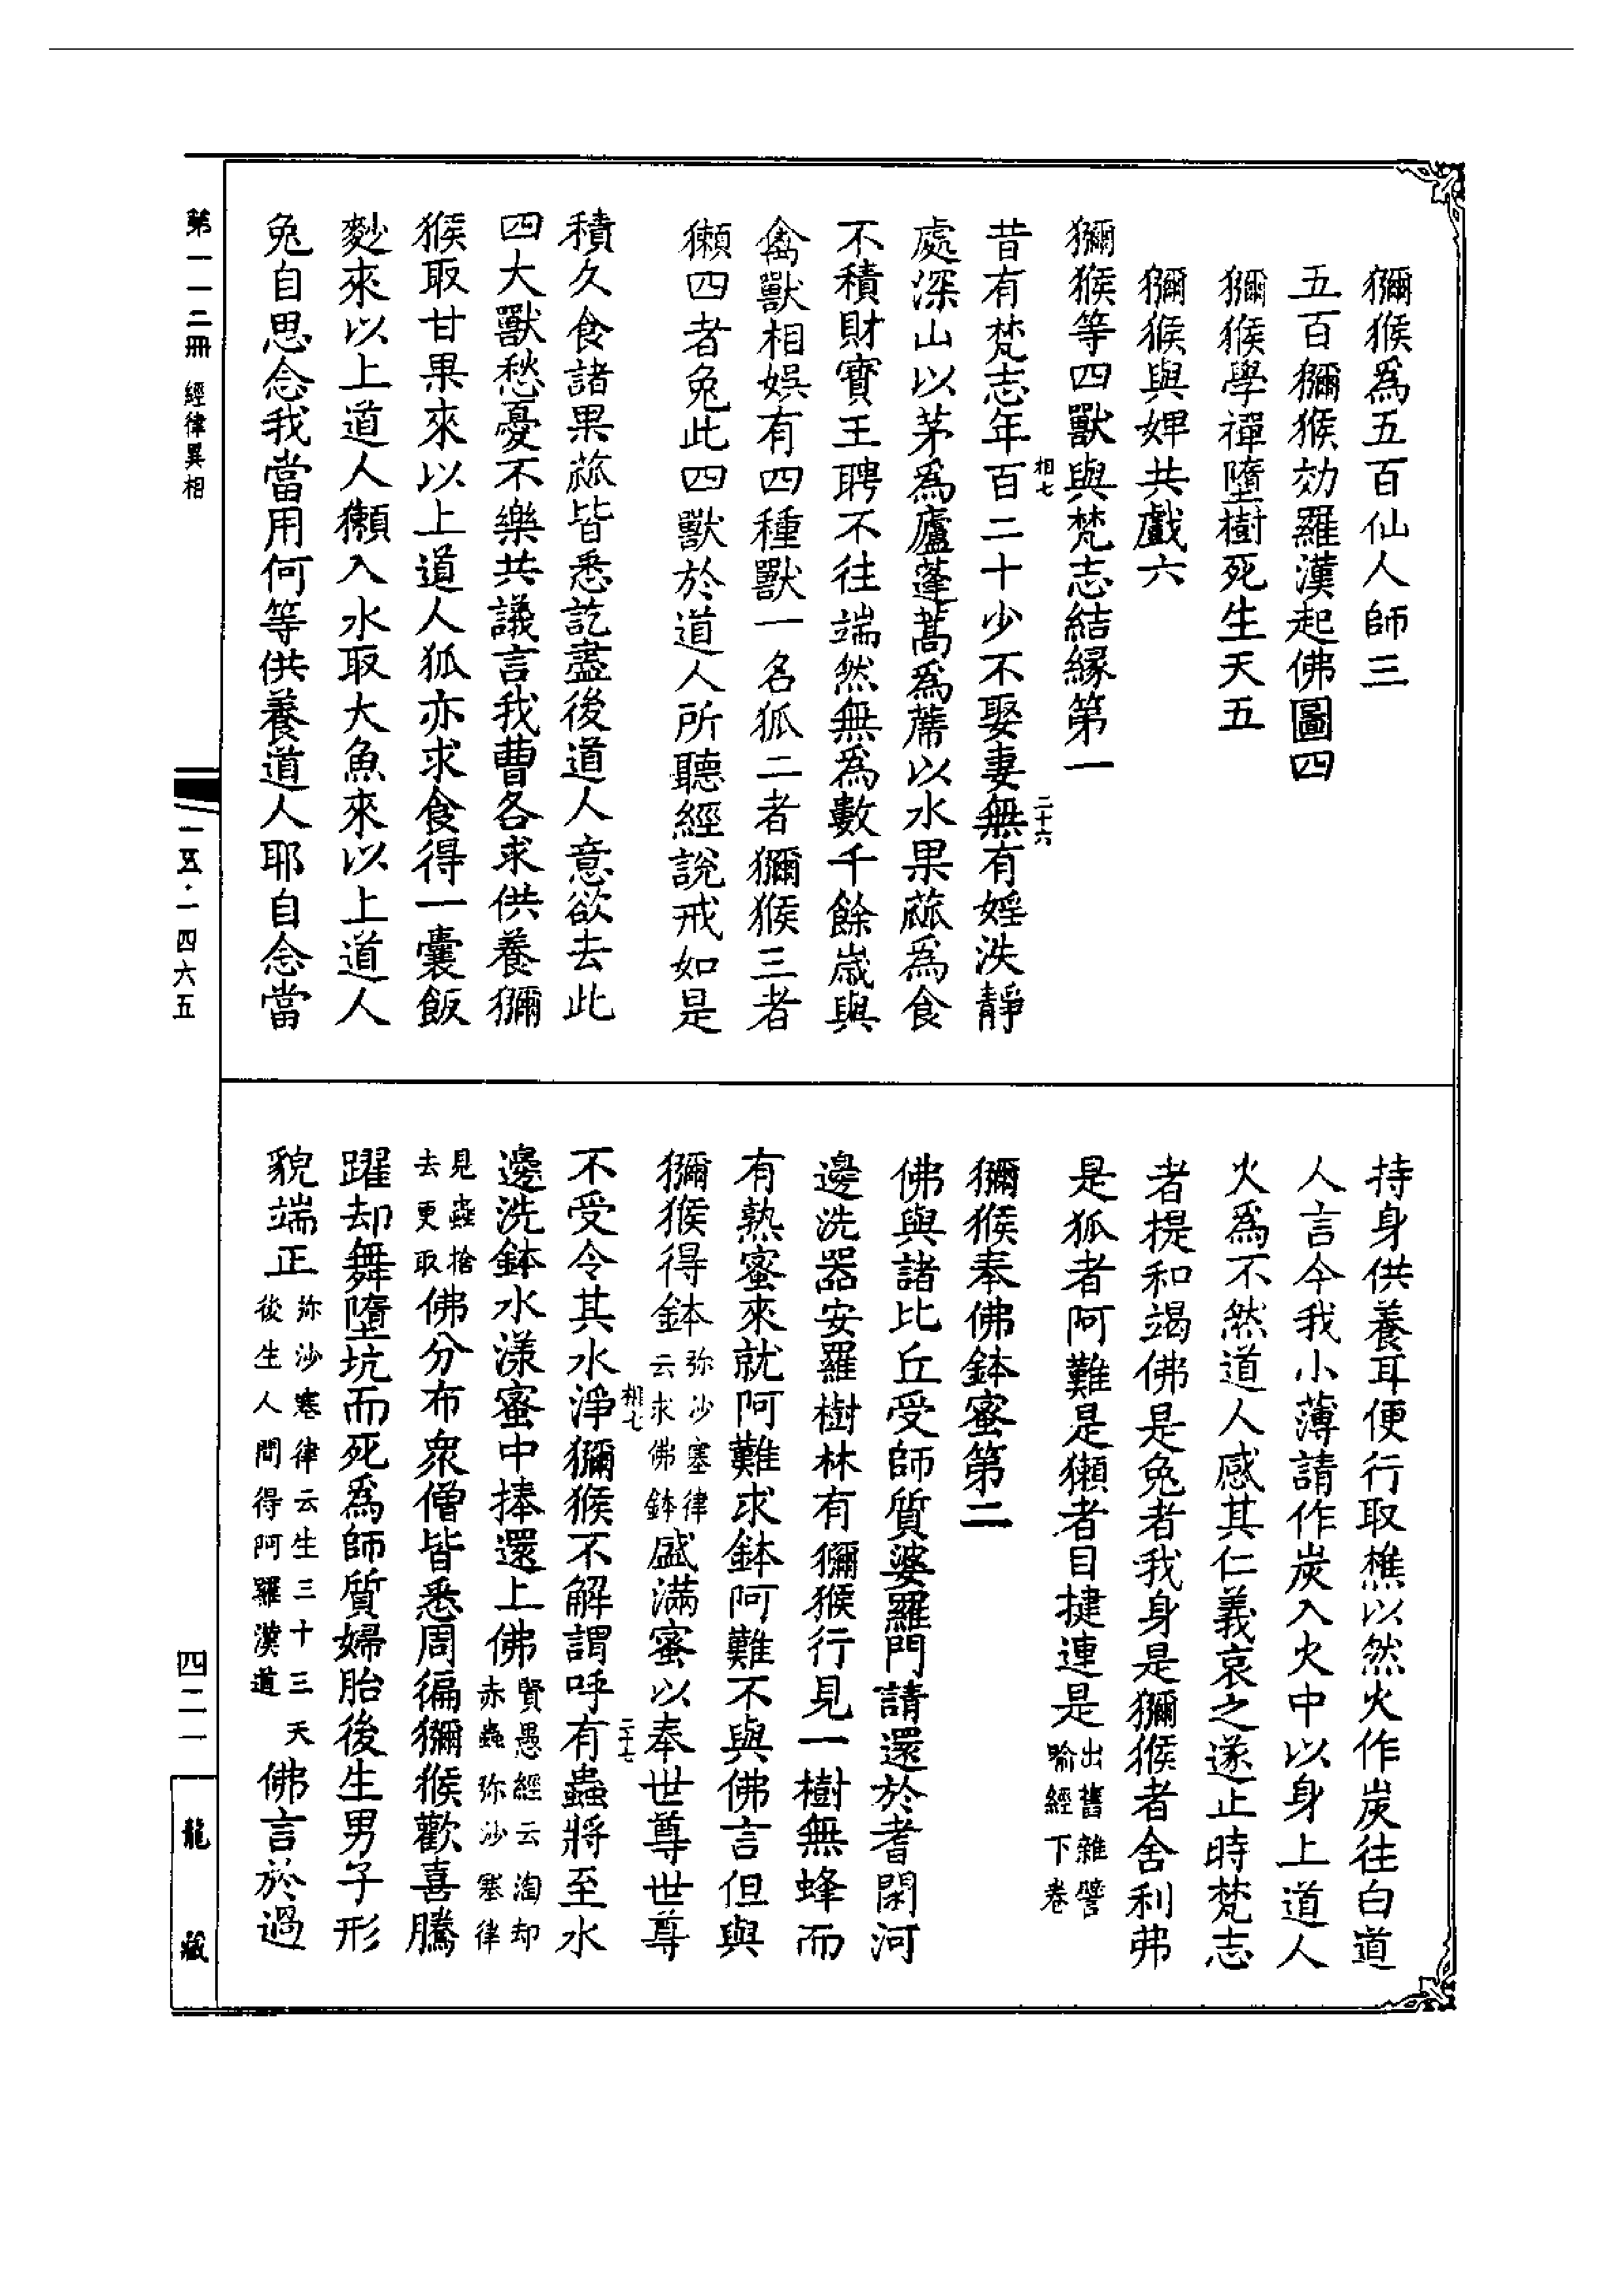 獼猴爲五百仙人師三
五百獼猴効羅漢起佛圖四
獼猴學禪墮樹死生天五
獼猴與婢共戲六
獼猴等四獸與梵志結縁第一
相七
二十六
昔有梵志年百二十少不娶妻無有婬泆靜
處深山以茅爲廬蓬蒿爲蓆以水果蓏爲食
不積財寶王聘不往端然無爲數千餘歲與
禽獸相娛有四種獸一名狐二者獼猴三者
獺四者兔此四獸於道人所聽經說戒如是
積久食諸果蓏皆悉訖盡後道人意欲去此
四大獸愁憂不樂共議言我曹各求供養獼
猴取甘果來以上道人狐亦求食得一囊飯
麨來以上道人獺入水取大魚來以上道人
兔自思念我當用何等供養道人耶自念當
持身供養耳便行取樵以然火作炭往白道
人言今我小薄請作炭入火中以身上道人
火爲不然道人感其仁義哀之遂止時梵志
者提和竭佛是兔者我身是獼猴者舍利弗
是狐者阿難是獺者目揵連是出舊雜譬喻經下卷
獼猴奉佛鉢蜜第二
佛與諸比丘受師質婆羅門請還於耆闍河
邊洗器安羅樹林有獼猴行見一樹無蜂而
有熟蜜來就阿難求鉢阿難不與佛言但與
獼猴得鉢弥沙塞律云求佛鉢盛滿蜜以奉世尊世尊
相七
二十七
不受令其水淨獼猴不解謂呼有蟲將至水
邊洗鉢水漾蜜中捧還上佛賢愚經云淘却赤蟲弥沙塞律
見蟲捨去更取佛分布衆僧皆悉周徧獼猴歡喜騰
躍却舞墮坑而死爲師質婦胎後生男子形
貌端正弥沙塞律云生三十三天後生人間得阿羅漢道佛言於過
第一一二冊 經律異相
一五·一四六五
四二一
龍藏